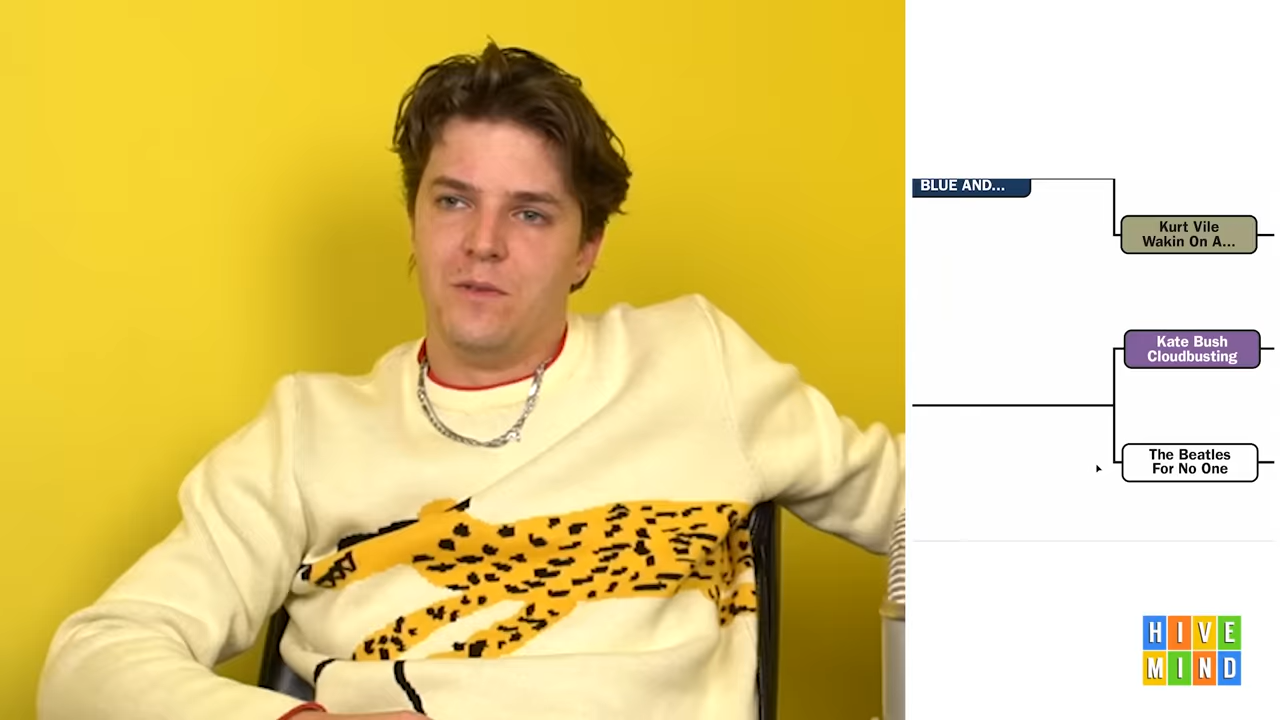 BLUE AND...
Kurt Vile
Wakin On A...
Kate Bush
Cloudbusting
The Beatles
For No One
HIVE
MIND